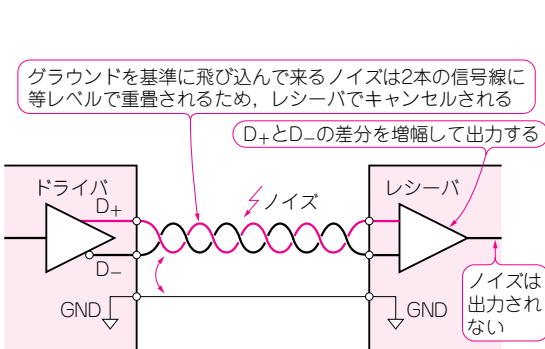 グラウンドを基準に飛び込んで来るノイズは2本の信号線に
等レベルで重畳されるため，レシーバでキャンセルされる
D+とD−の差分を増幅して出力する
ドライバ
D+
ノイズ
レシーバ
D−
GND
GND
ノイズは
出力され
ない